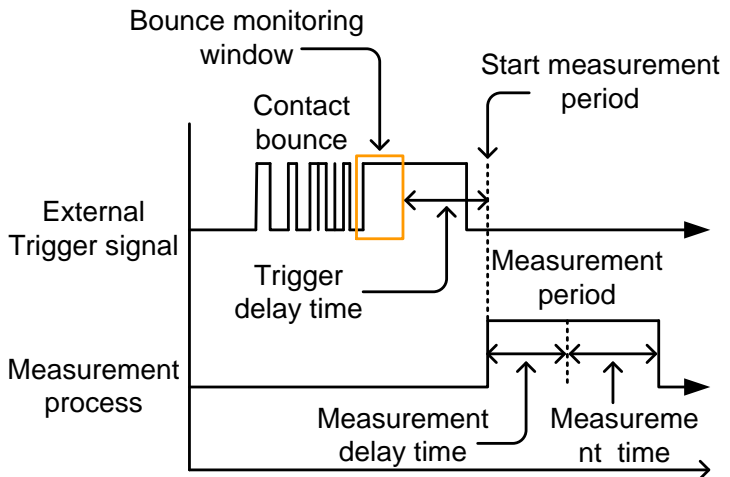 Bounce monitoring
window
Start measurement
period
Contact
bounce
External
Trigger signal
Trigger
delay time
Measurement
period
Measurement
process
Measurement
delay time
Measureme
nt time